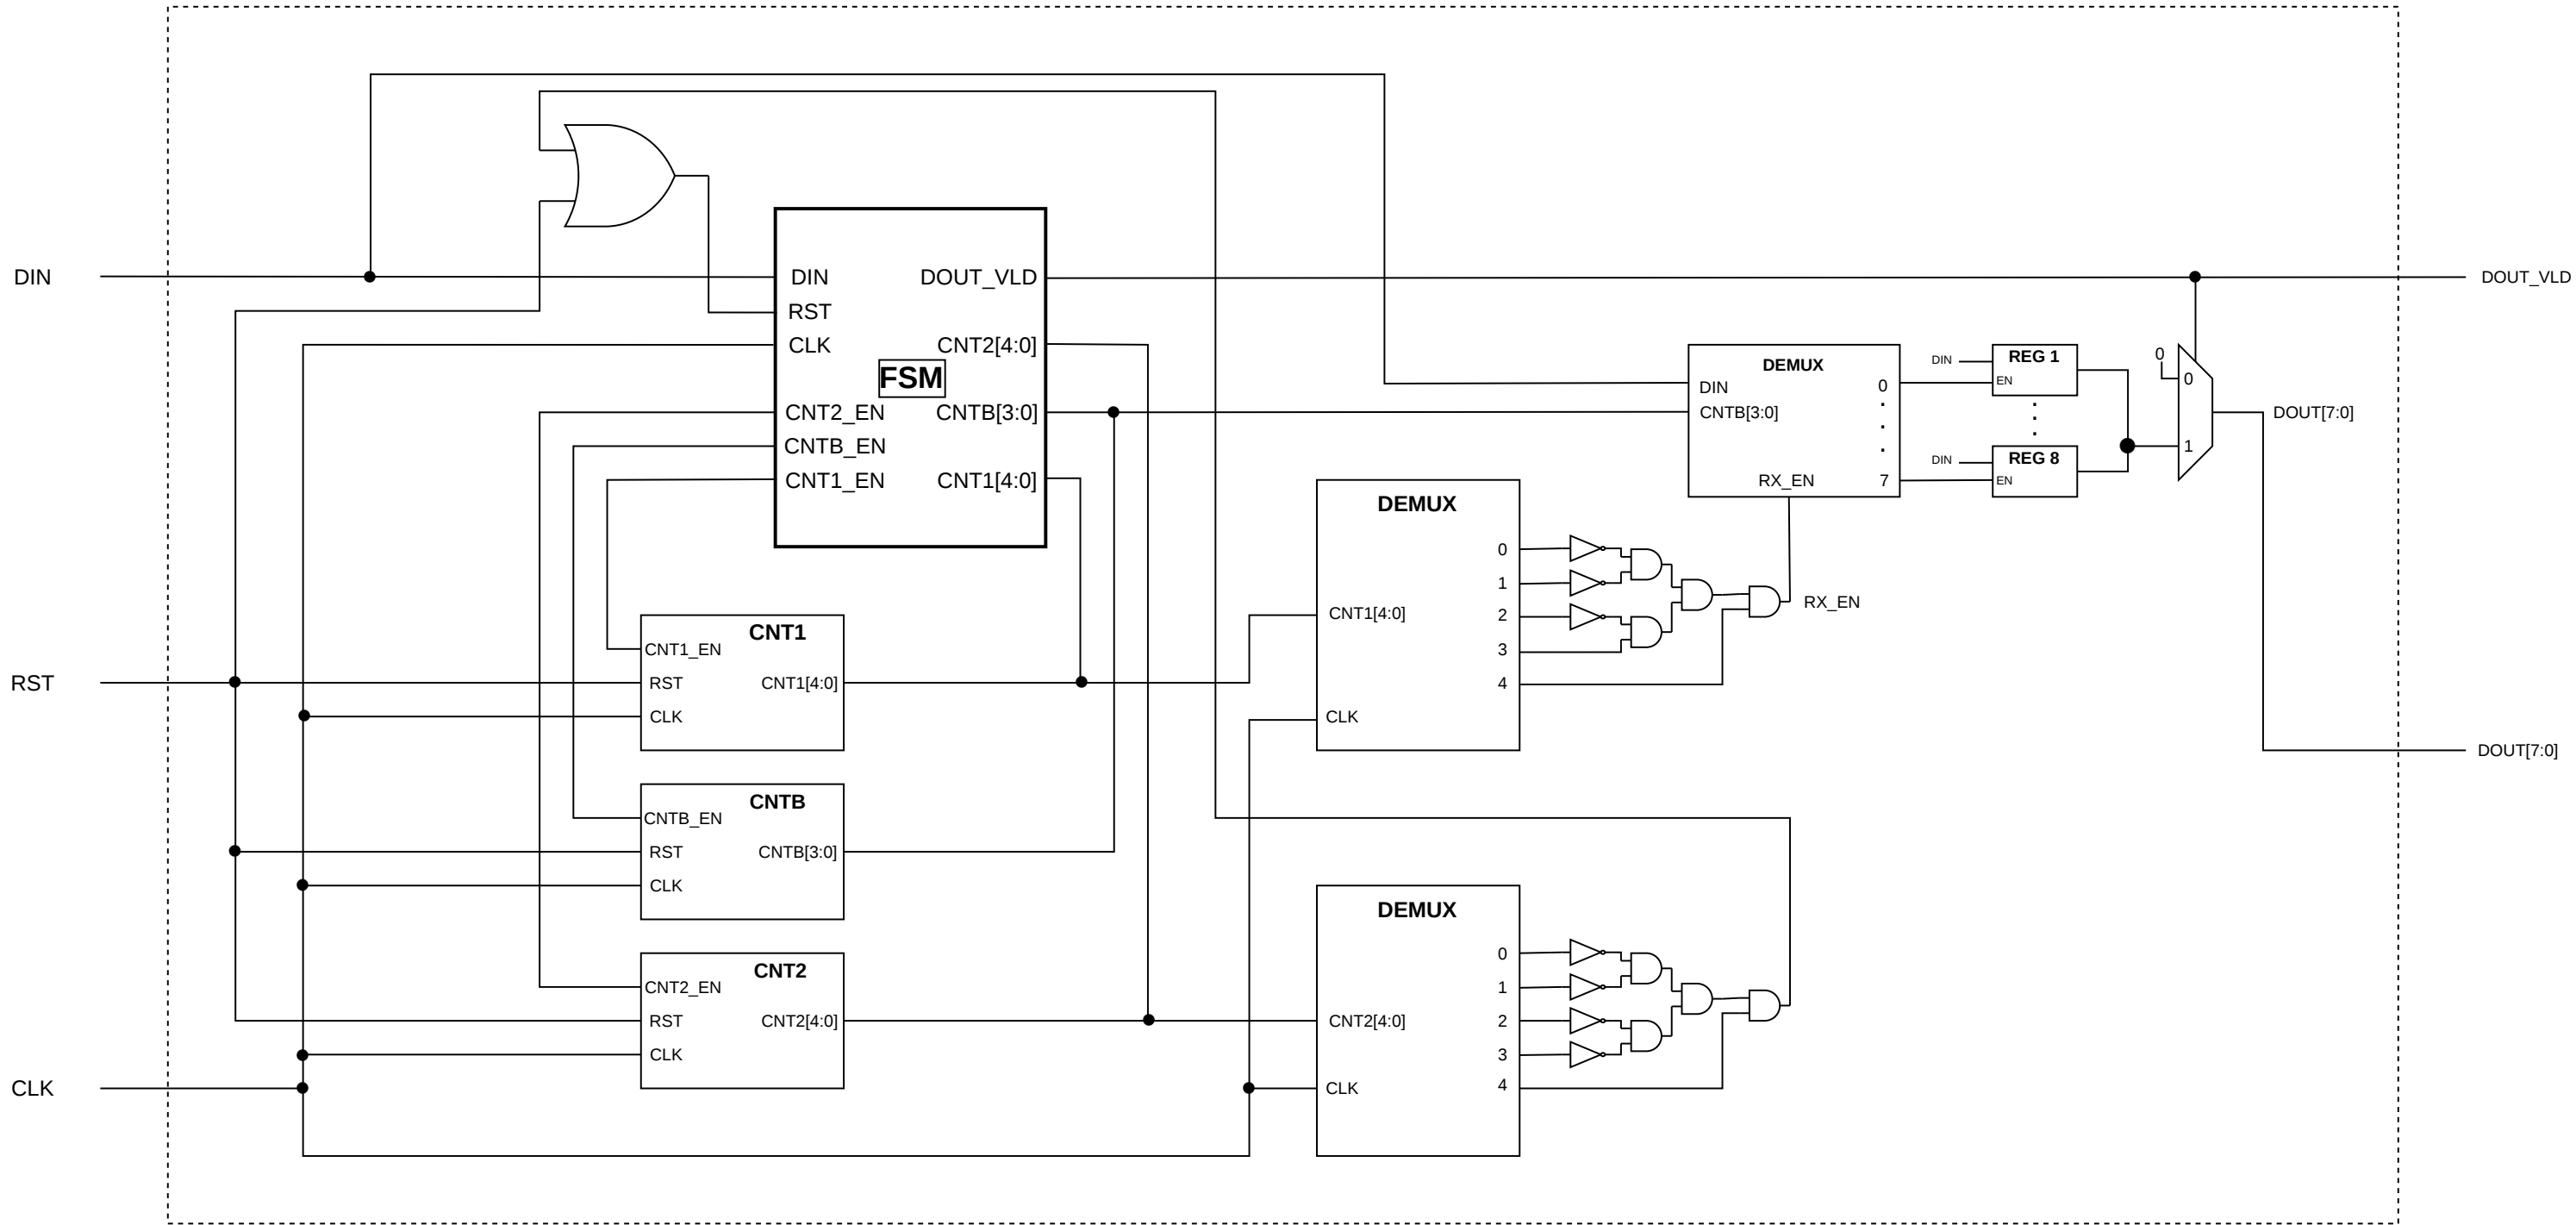 DIN
RST
CLK
DIN
RST
CLK
CNT2_EN
CNTB_EN
CNT1_EN
FSM
DOUT_VLD
CNT2[4:0]
CNTB[3:0]
CNT1[4:0]
CNT1
CNT1_EN
RST
CLK
CNT1[4:0]
CNTB
CNTB_EN
RST
CLK
CNTB[3:0]
CNT2
CNT2_EN
RST
CLK
CNT2[4:0]
DEMUX
CNT1[4:0]
CLK
0
1
2
3
4
RX_EN
DEMUX
CNT2[4:0]
CLK
0
1
2
3
4
DEMUX
DIN
CNTB[3:0]
RX_EN
0
.
.
.
7
DIN
REG 1
EN
.
.
.
DIN
REG 8
EN
0
0
1
DOUT[7:0]
DOUT_VLD
DOUT[7:0]